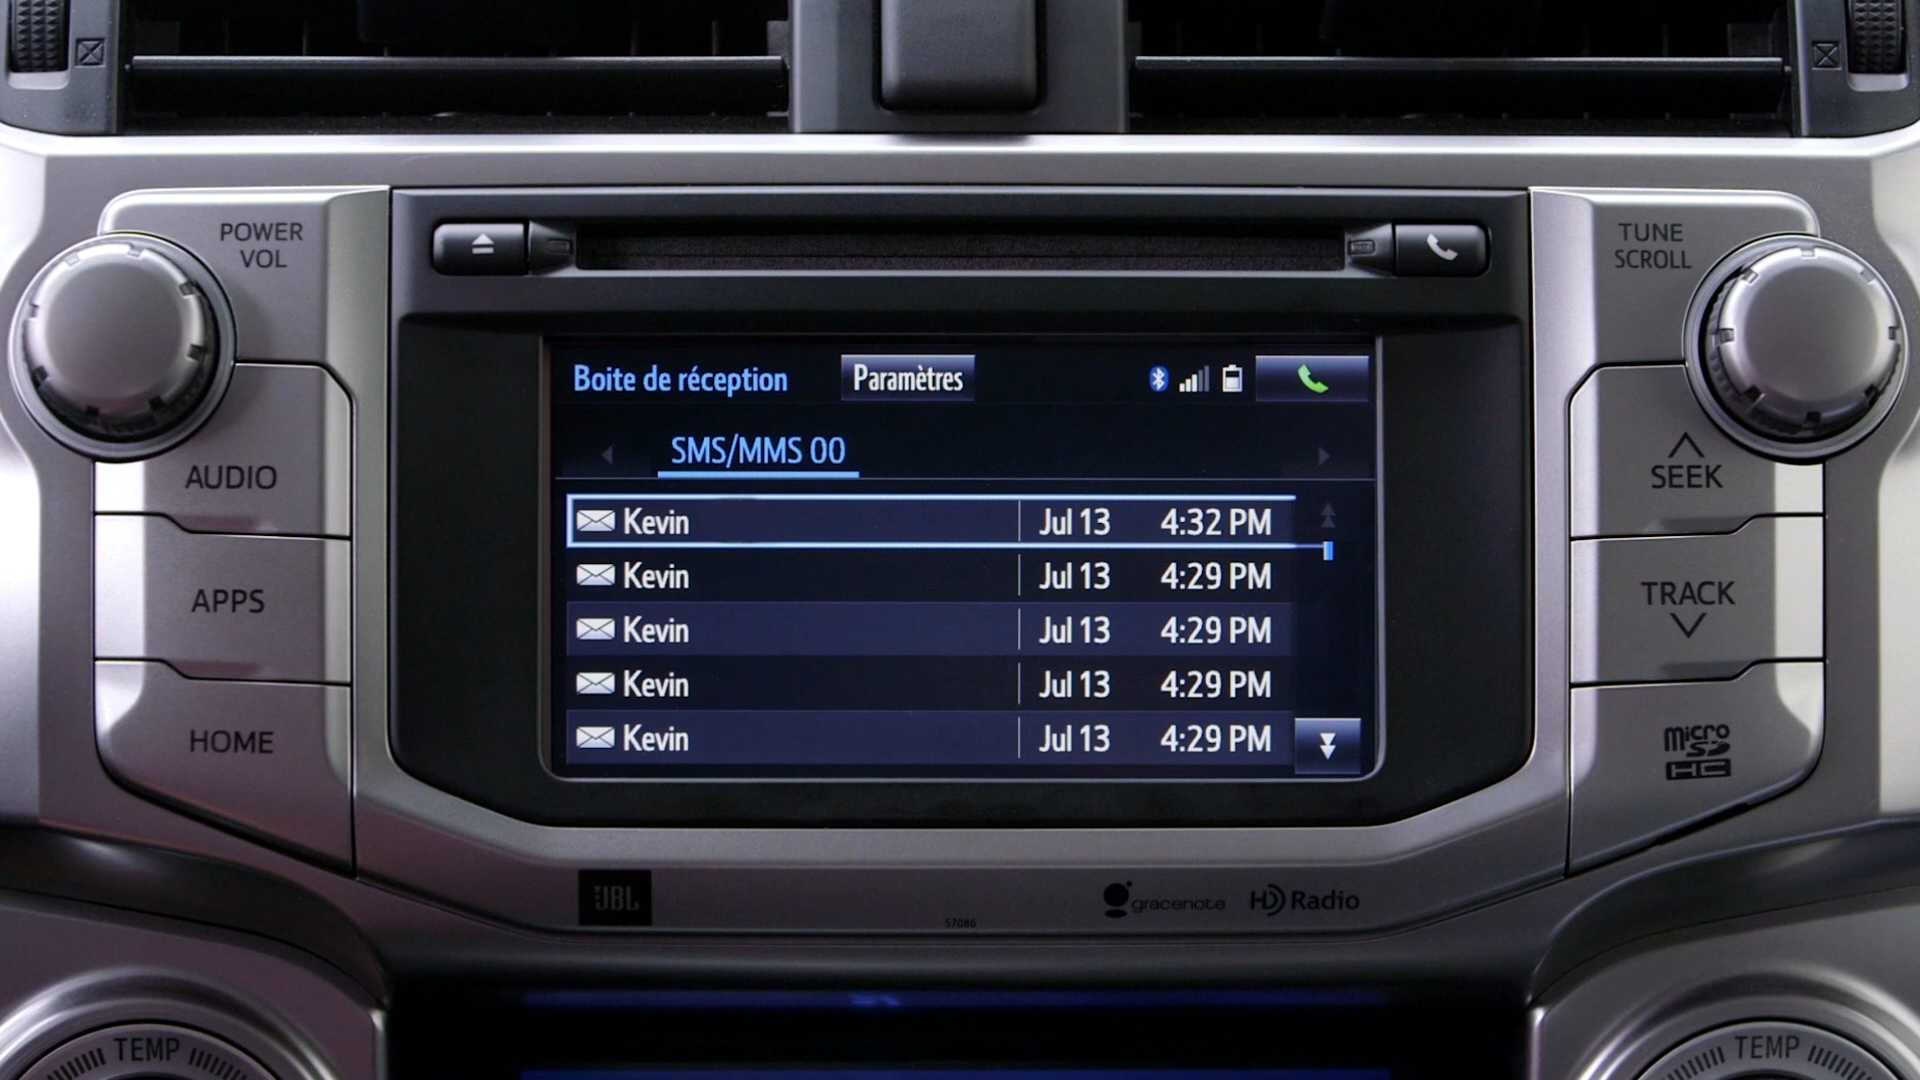 POWER
VOL
TUNE
SCROLL
Boite de réception
Paramètres
SMS/MMS 00
Kevin Jul 13 4:32 PM
Kevin Jul 13 4:29 PM
Kevin Jul 13 4:29 PM
Kevin Jul 13 4:29 PM
Kevin Jul 13 4:29 PM
AUDIO
APPS
HOME
SEEK
TRACK
micro
SD
HC
JBL
57086
gracenote
HD Radio
TEMP
TEMP